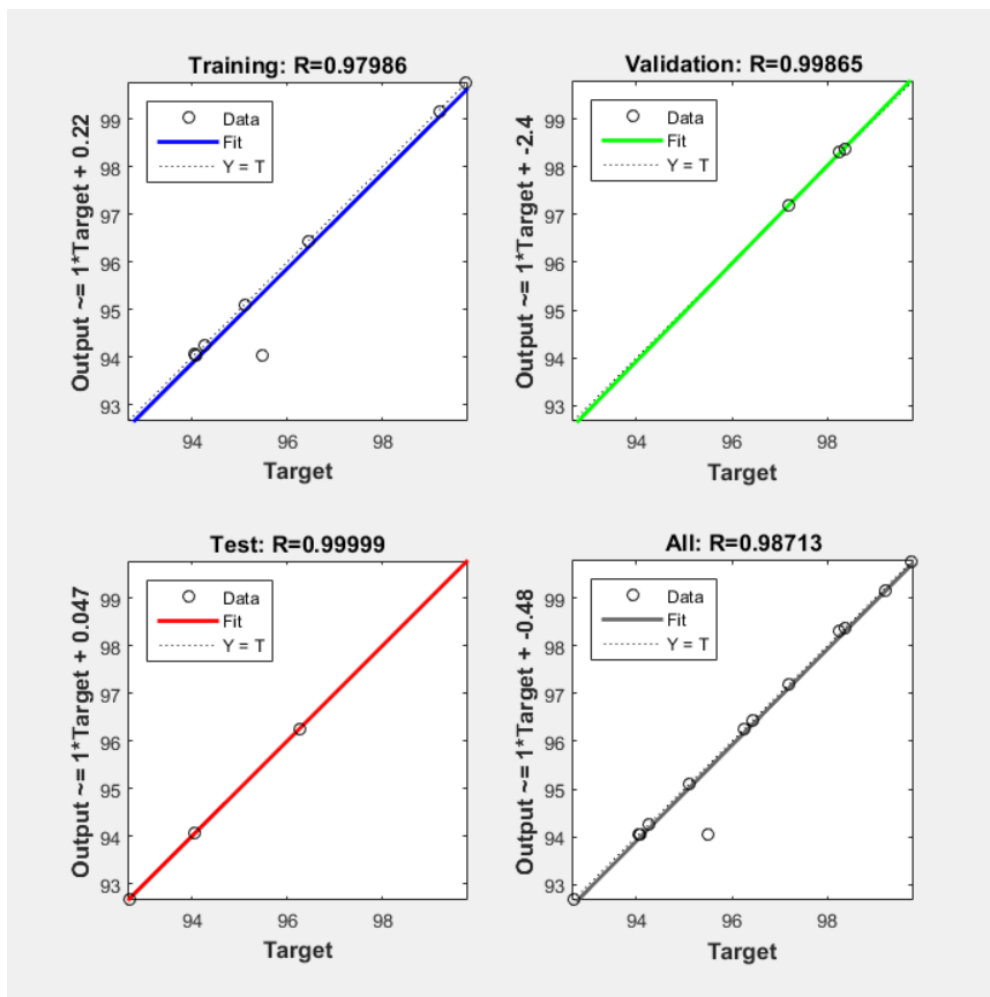 Training: R=0.97986
Output ~= 1*Target + 0.22
Data
Fit
Y = T
99
98
97
96
95
94
93
94 96 98
Target
Validation: R=0.99865
Output ~= 1*Target + -2.4
Data
Fit
Y = T
99
98
97
96
95
94
93
94 96 98
Target
Test: R=0.99999
Output ~= 1*Target + 0.047
Data
Fit
Y = T
99
98
97
96
95
94
93
94 96 98
Target
All: R=0.98713
Output ~= 1*Target + -0.48
Data
Fit
Y = T
99
98
97
96
95
94
93
94 96 98
Target